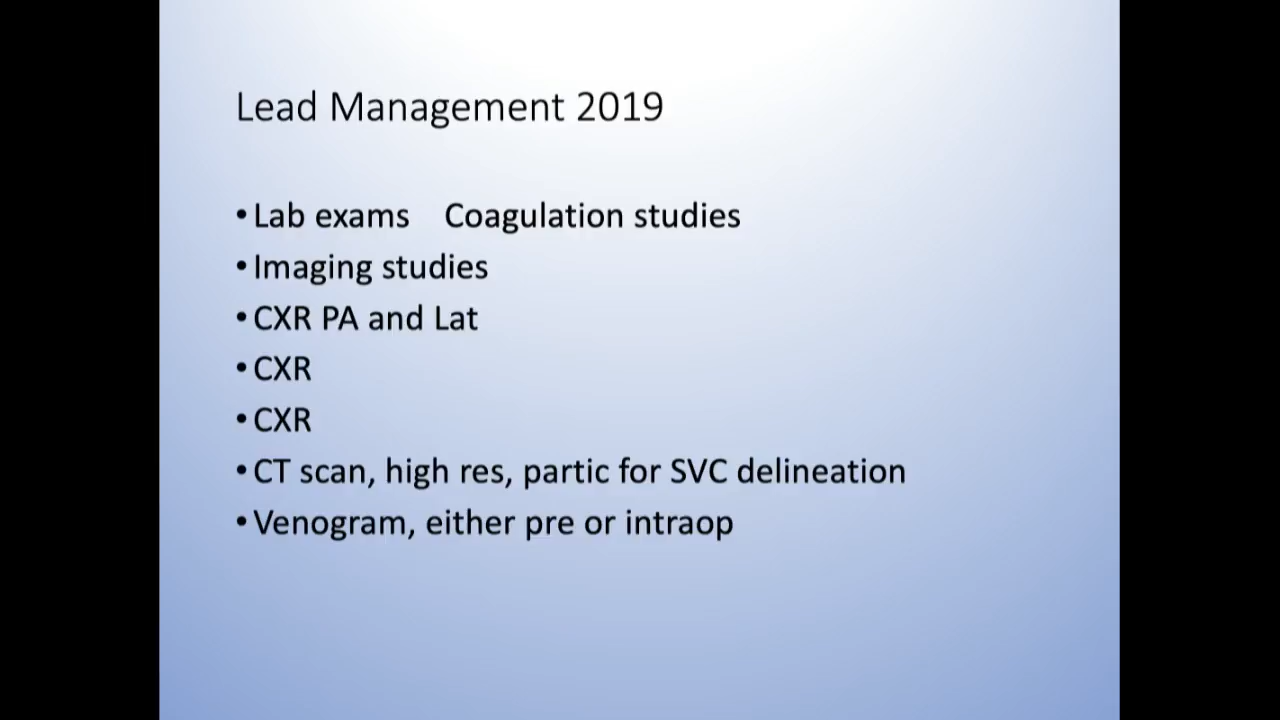 Lead Management 2019
•Lab exams    Coagulation studies
•Imaging studies
•CXR PA and Lat
•CXR
•CXR
•CT scan, high res, partic for SVC delineation
•Venogram, either pre or intraop